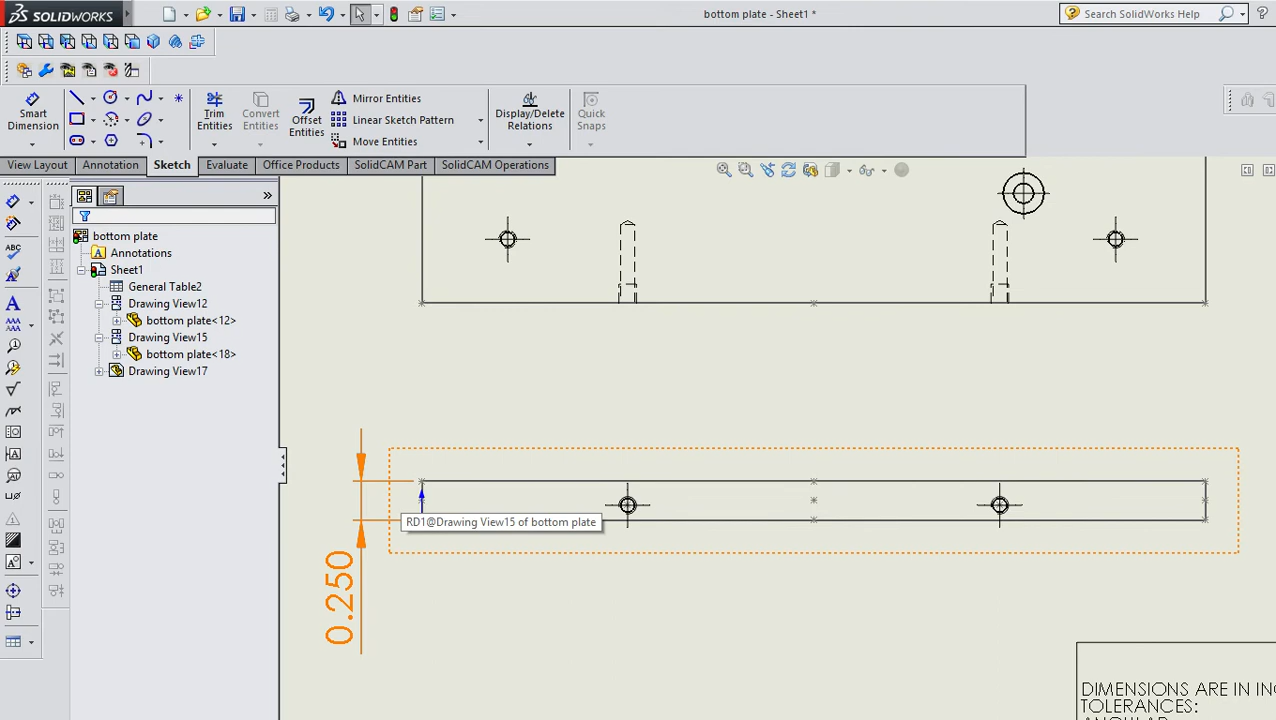 SOLIDWORKS
bottom plate - Sheet1 *
Search SolidWorks Help
Smart Dimension
Trim Entities
Convert Entities
Offset Entities
Mirror Entities
Linear Sketch Pattern
Move Entities
Display/Delete Relations
Quick Snaps
View Layout
Annotation
Sketch
Evaluate
Office Products
SolidCAM Part
SolidCAM Operations
bottom plate
Annotations
Sheet1
General Table2
Drawing View12
bottom plate<12>
Drawing View15
bottom plate<18>
Drawing View17
RD1@Drawing View15 of bottom plate
0.250
DIMENSIONS ARE IN IN
TOLERANCES: